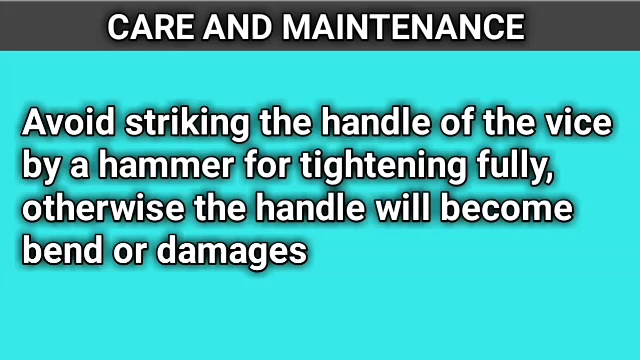 CARE AND MAINTENANCE
Avoid striking the handle of the vice
by a hammer for tightening fully,
otherwise the handle will become
bend or damages